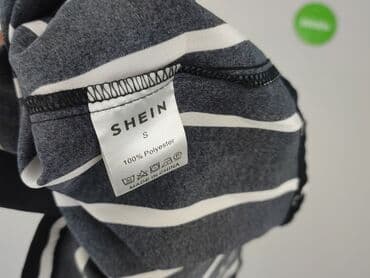 SHEIN
S
100% Polyester
MADE IN CHINA